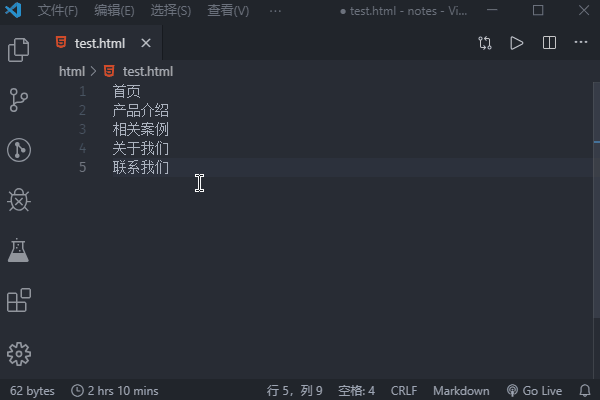 文件(F) 编辑(E) 选择(S) 查看(V) ··· ● test.html - notes - Vi...
test.html
html > test.html
1 首页
2 产品介绍
3 相关案例
4 关于我们
5 联系我们
62 bytes 2 hrs 10 mins 行 5，列 9 空格: 4 CRLF Markdown Go Live